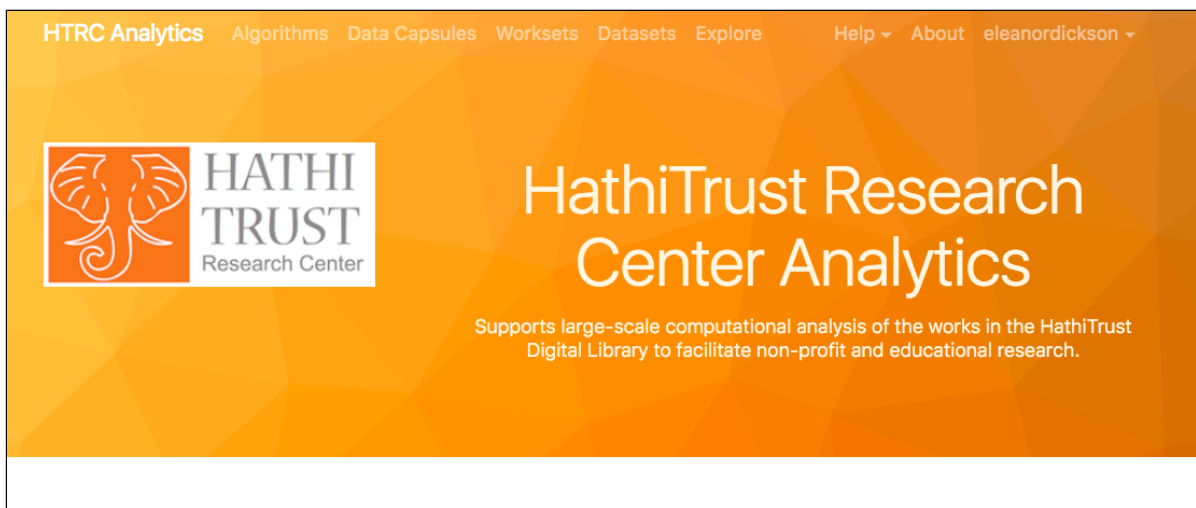 HTRC Analytics Algorithms Data Capsules Worksets Datasets Explore Help About eleanordickson
HATHI
TRUST
Research Center
HathiTrust Research
Center Analytics
Supports large-scale computational analysis of the works in the HathiTrust
Digital Library to facilitate non-profit and educational research.